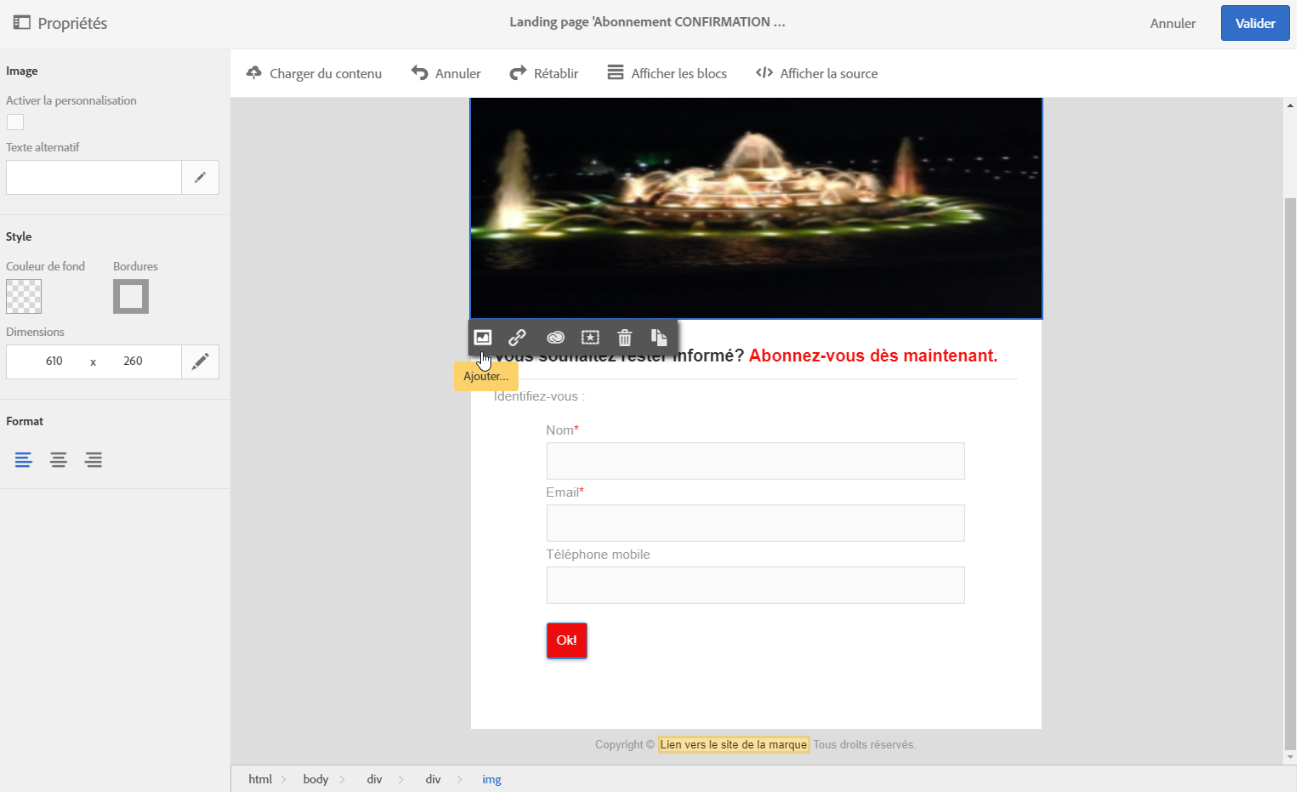 Propriétés
Landing page 'Abonnement CONFIRMATION ...
Annuler
Valider
Charger du contenu
Annuler
Rétablir
Afficher les blocs
Afficher la source
Image
Activer la personnalisation
Texte alternatif
Style
Couleur de fond
Bordures
Dimensions
610 x 260
Format
Vous souhaitez rester informé? Abonnez-vous dès maintenant.
Ajouter...
Identifiez-vous :
Nom*
Email*
Téléphone mobile
Ok!
Copyright © Lien vers le site de la marque Tous droits réservés.
html
body
div
div
img